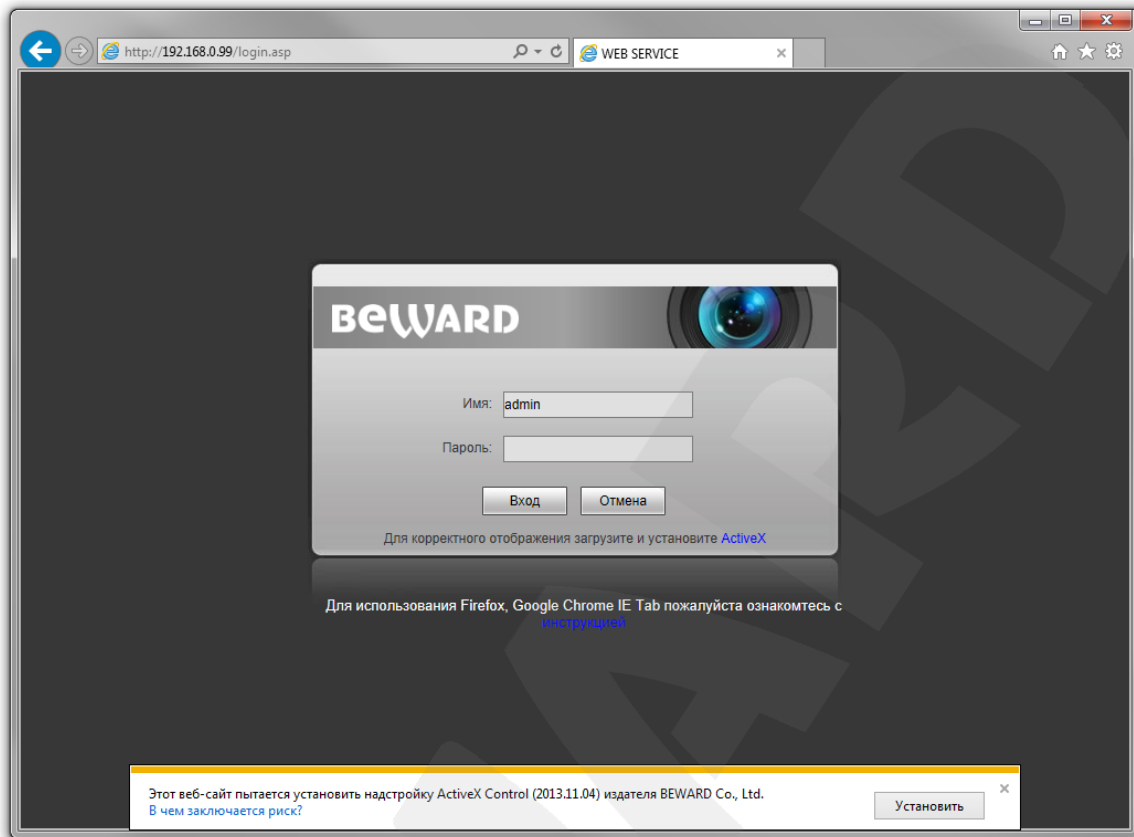 http://192.168.0.99/login.asp
WEB SERVICE
BEWARD
Имя:
admin
Пароль:
Вход
Отмена
Для корректного отображения загрузите и установите ActiveX
Для использования Firefox, Google Chrome IE Tab пожалуйста ознакомтесь с
инструкцией
Этот веб-сайт пытается установить надстройку ActiveX Control (2013.11.04) издателя BEWARD Co., Ltd.
В чем заключается риск?
Установить